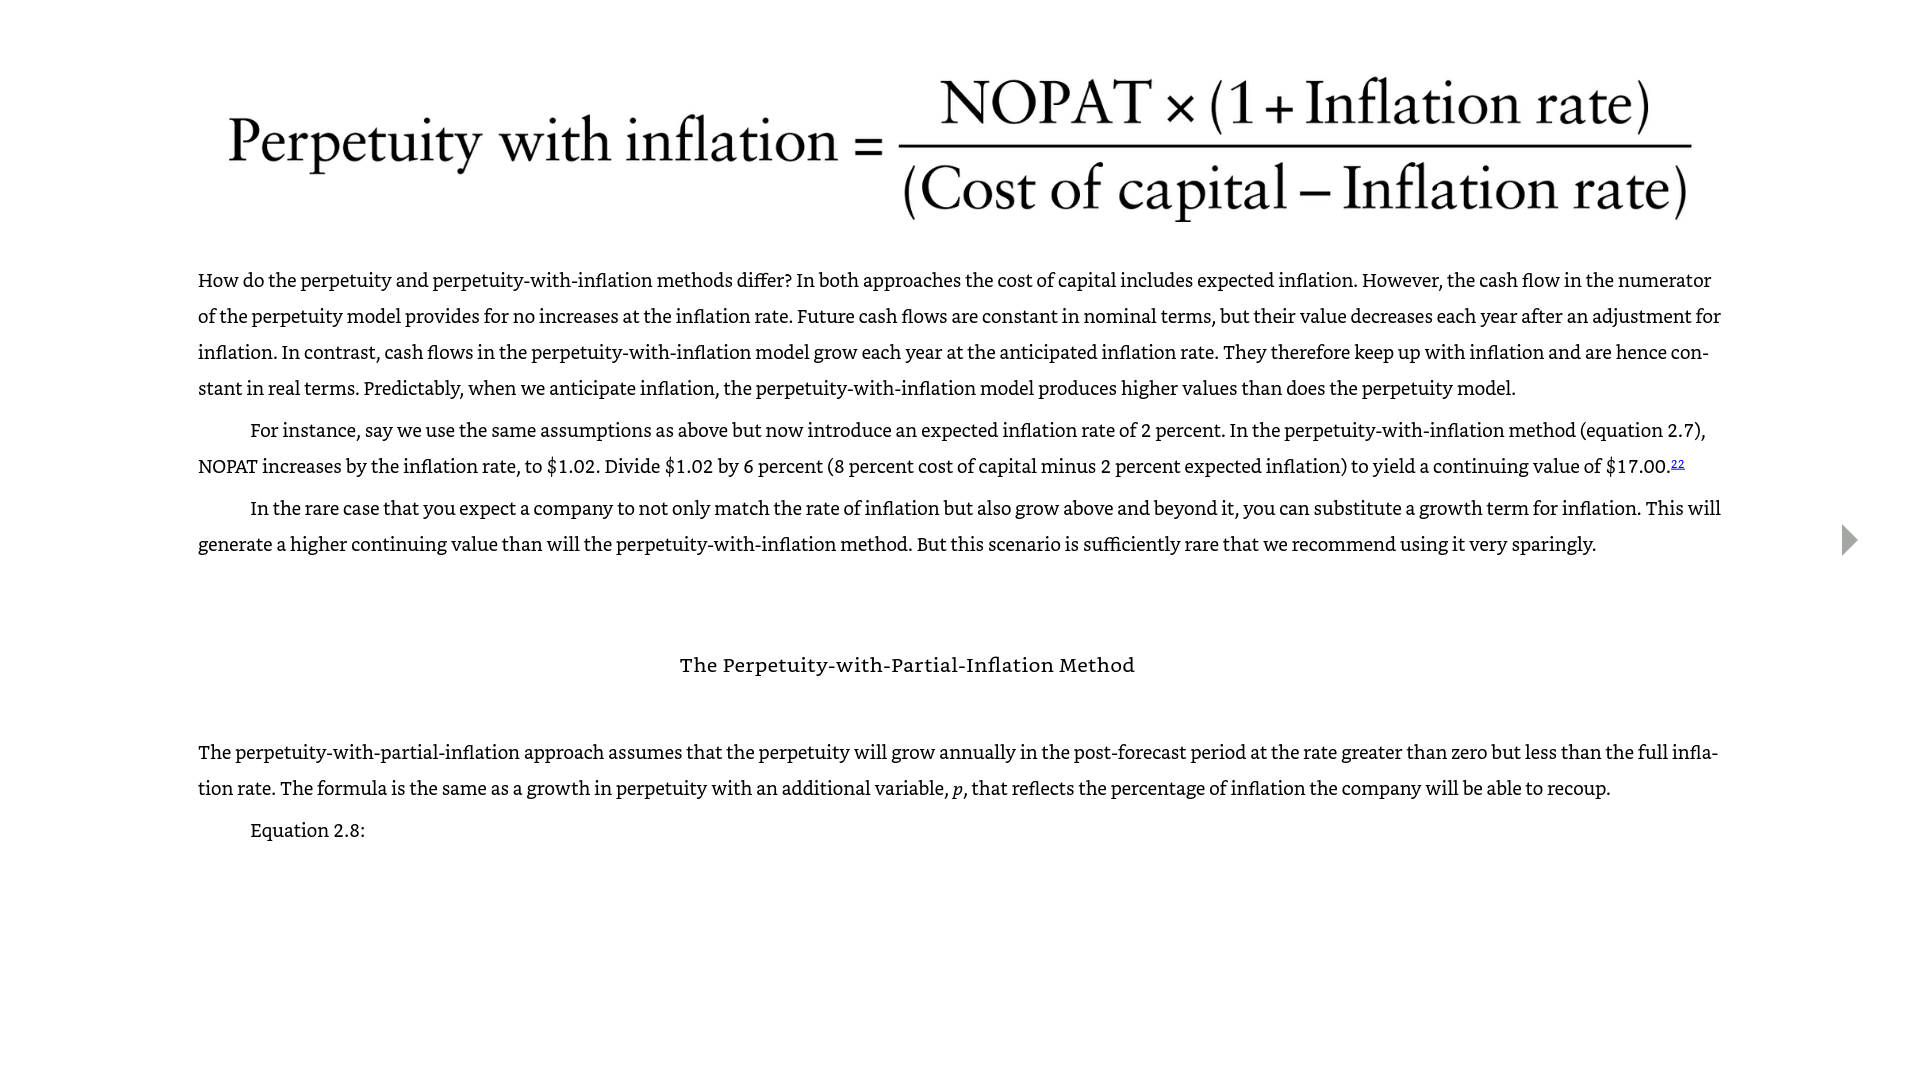 Perpetuity with inflation = NOPAT × (1 + Inflation rate) / (Cost of capital – Inflation rate)
How do the perpetuity and perpetuity-with-inflation methods differ? In both approaches the cost of capital includes expected inflation. However, the cash flow in the numerator
of the perpetuity model provides for no increases at the inflation rate. Future cash flows are constant in nominal terms, but their value decreases each year after an adjustment for
inflation. In contrast, cash flows in the perpetuity-with-inflation model grow each year at the anticipated inflation rate. They therefore keep up with inflation and are hence con-
stant in real terms. Predictably, when we anticipate inflation, the perpetuity-with-inflation model produces higher values than does the perpetuity model.
For instance, say we use the same assumptions as above but now introduce an expected inflation rate of 2 percent. In the perpetuity-with-inflation method (equation 2.7),
NOPAT increases by the inflation rate, to $1.02. Divide $1.02 by 6 percent (8 percent cost of capital minus 2 percent expected inflation) to yield a continuing value of $17.00.22
In the rare case that you expect a company to not only match the rate of inflation but also grow above and beyond it, you can substitute a growth term for inflation. This will
generate a higher continuing value than will the perpetuity-with-inflation method. But this scenario is sufficiently rare that we recommend using it very sparingly.
The Perpetuity-with-Partial-Inflation Method
The perpetuity-with-partial-inflation approach assumes that the perpetuity will grow annually in the post-forecast period at the rate greater than zero but less than the full infla-
tion rate. The formula is the same as a growth in perpetuity with an additional variable, p, that reflects the percentage of inflation the company will be able to recoup.
Equation 2.8: